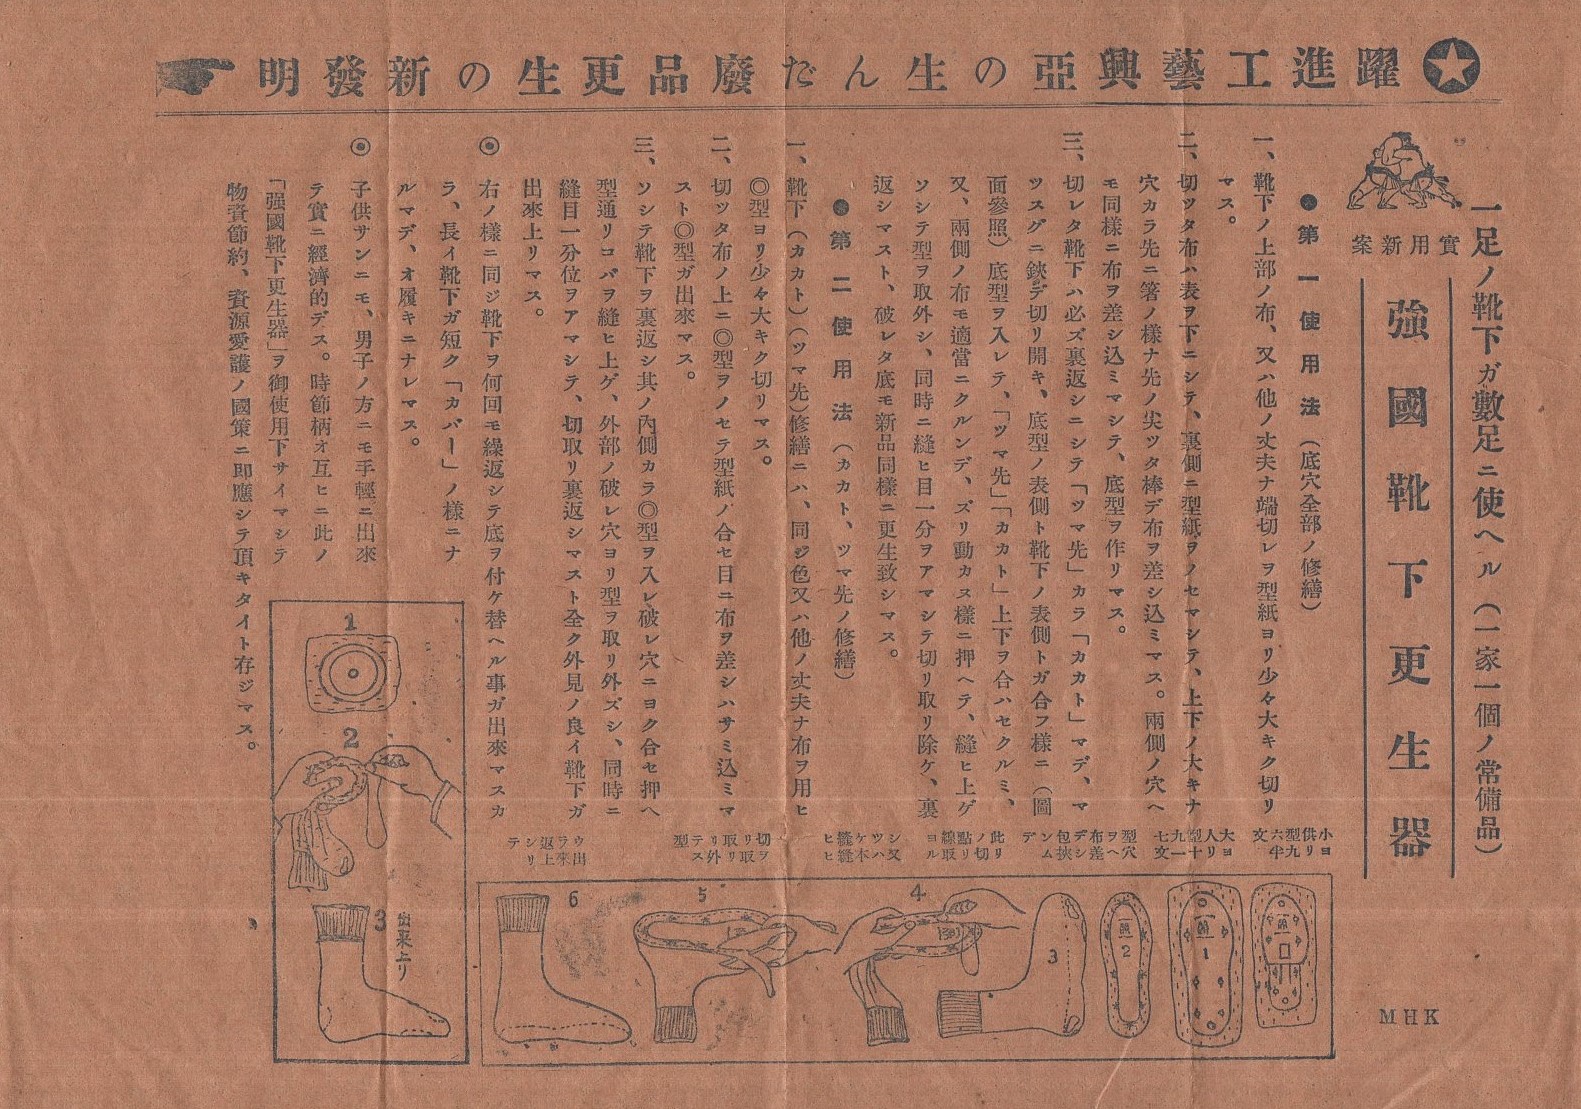 躍進工藝興亞の生んだ廢品更生の新發明
一足ノ靴下ガ數足ニ使ヘル（一家一個ノ常備品）
實用新案
強國靴下更生器
MHK
●第一使用法（底穴全部ノ修繕）
一、靴下ノ上部ノ布、又ハ他ノ丈夫ナ端切レヲ型紙ヨリ少々大キク切リ
マス。
二、切ツタ布ハ表ヲ下ニシテ、裏側ニ型紙ヲノセマシテ、上下ノ大キナ
穴カラ先ニ箸ノ樣ナ先ノ尖ツタ棒デ布ヲ差シ込ミマス。兩側ノ穴ヘ
モ同樣ニ布ヲ差シ込ミマシテ、底型ヲ作リマス。
三、切レタ靴下ハ必ズ裏返シニシテ「ツマ先」カラ「カカト」マデ、マ
ツスグニ鋏デ切リ開キ、底型ノ表側ト靴下ノ表側トガ合フ樣ニ（圖
面參照）底型ヲ入レテ、「ツマ先」「カカト」上下ヲ合ハセクルミ、
又、兩側ノ布モ適當ニクルンデ、ズリ動カヌ樣ニ押ヘテ、縫ヒ上ゲ
ソシテ型ヲ取外シ、同時ニ縫ヒ目一分ヲアマシテ切リ取リ除ケ、裏
返シマスト、破レタ底モ新品同樣ニ更生致シマス。
●第二使用法（カカト、ツマ先ノ修繕）
一、靴下（カカト）（ツマ先）修繕ニハ、同ジ色又ハ他ノ丈夫ナ布ヲ用ヒ
◎型ヨリ少々大キク切リマス。
二、切ツタ布ノ上ニ◎型ヲノセテ型紙ノ合セ目ニ布ヲ差シハサミ込ミマ
スト◎型ガ出來マス。
三、ソシテ靴下ヲ裏返シ其ノ內側カラ◎型ヲ入レ破レ穴ニヨク合セ押ヘ
型通リコバヲ縫ヒ上ゲ、外部ノ破レ穴ヨリ型ヲ取リ外ズシ、同時ニ
縫目一分位ヲアマシテ、切取リ裏返シマスト全ク外見ノ良イ靴下ガ
出來上リマス。
◉右ノ樣ニ同ジ靴下ヲ何回モ繰返シテ底ヲ付ケ替ヘル事ガ出來マスカ
ラ、長イ靴下ガ短ク「カバー」ノ樣ニナ
ルマデ、オ履キニナレマス。
◉子供サンニモ、男子ノ方ニモ手輕ニ出來
テ實ニ經濟的デス。時節柄オ互ヒニ此ノ
「强國靴下更生器」ヲ御使用下サイマシテ
物資節約、資源愛護ノ國策ニ卽應シテ頂キタイト存ジマス。
小供型六文
ヨリ九半
大人型九七
ヨリ十一文
型ヲ布デ包ンデ
穴ヘ差シ挾ム
此ノ點線ヨ
リ切リ取ル
シツケ縫ヒ
又ハ本縫ヒ
切リ取リテ型
ヲ取リ外ス
ウラ返シテ
出來上リ
1
2
3
4
5
6
1
2
3
出來上リ